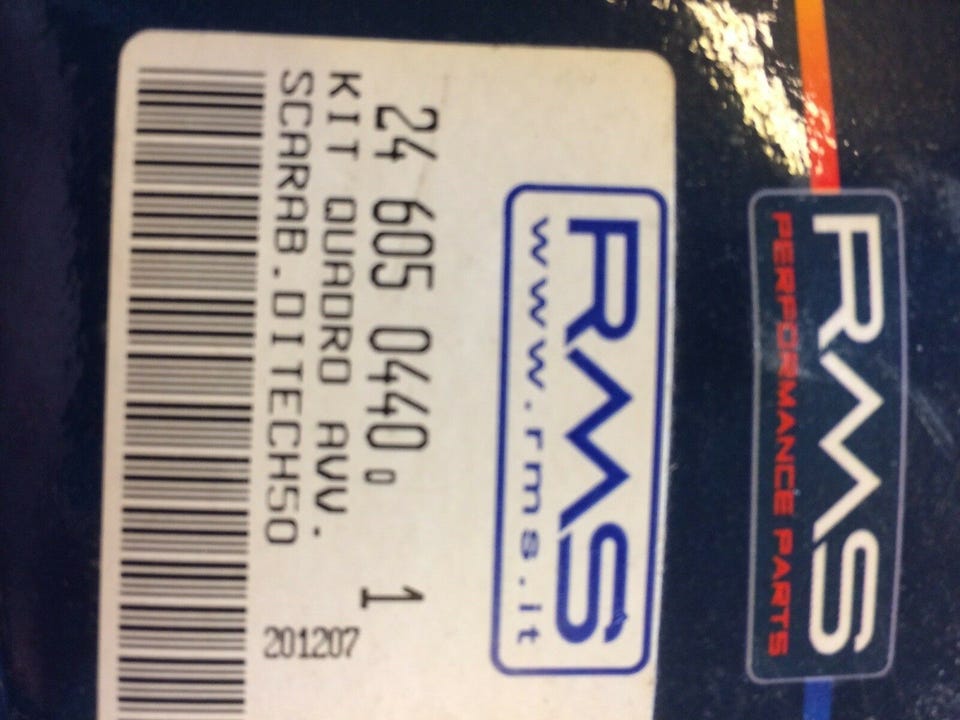 RMS
PERFORMANCE PARTS
RMS
www.rms.it
24 605 0440 0 1
KIT QUADRO AVV.
SCARAB.DITECH50
201207